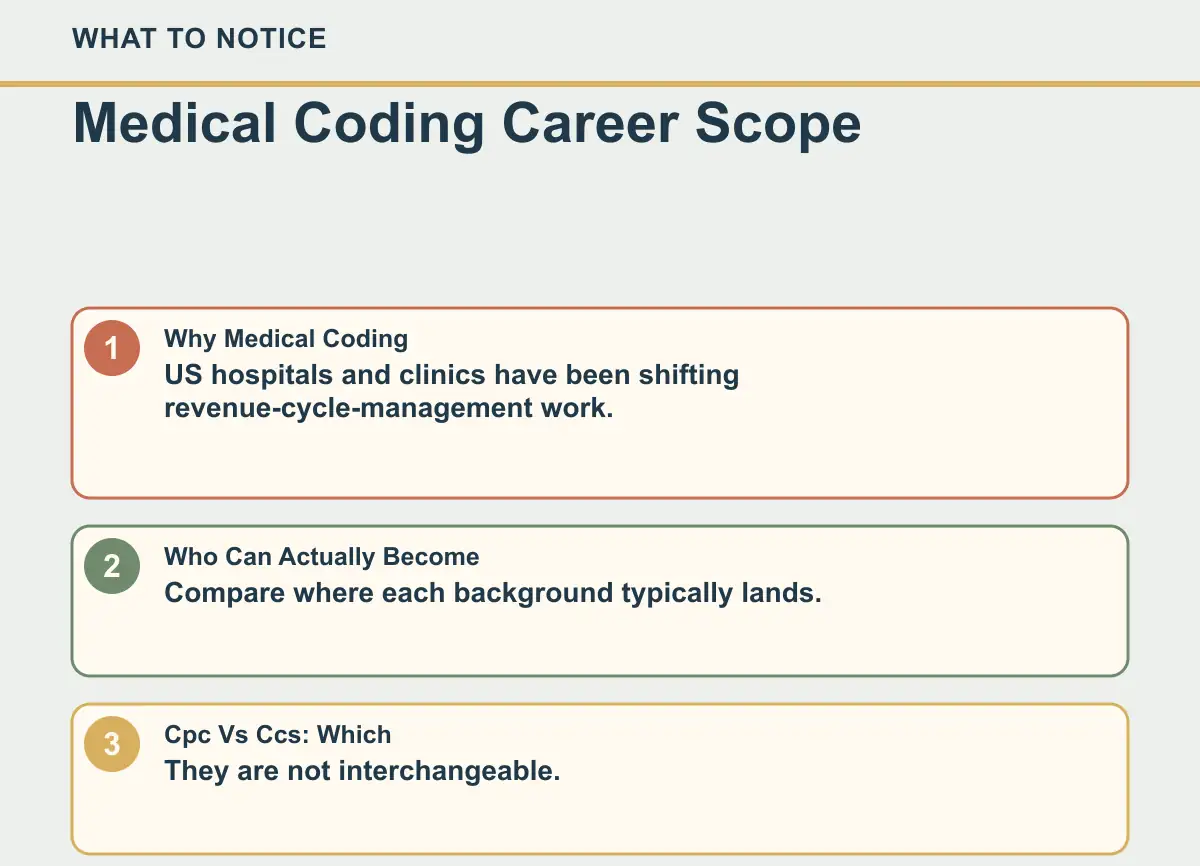 WHAT TO NOTICE
Medical Coding Career Scope
1
Why Medical Coding
US hospitals and clinics have been shifting
revenue-cycle-management work.
2
Who Can Actually Become
Compare where each background typically lands.
3
Cpc Vs Ccs: Which
They are not interchangeable.